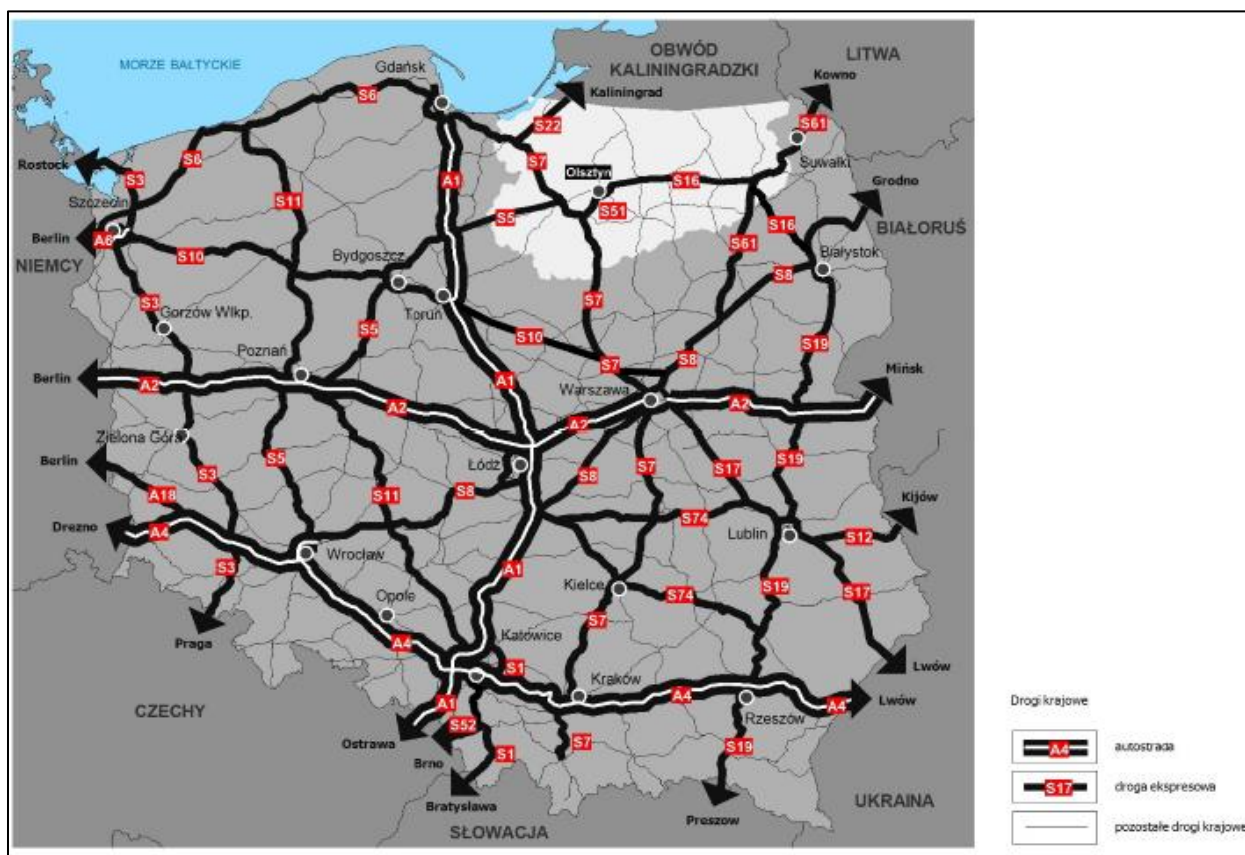 OBWÓD
KALININGRADZKI
LITWA
MORZE BAŁTYCKIE
Gdańsk
Kowno
Kaliningrad
S6
S22
S61
Rostock
S6
S7
Suwałki
S3
A1
Olsztyn
S16
Grodno
Szczecin
S11
S5
S51
S16
Berlin
A6
S61
BIAŁORUŚ
NIEMCY
S10
Bydgoszcz
S8
Białystok
S3
S7
Gorzów Wlkp.
Toruń
S5
S10
S19
Poznań
S7
S8
Berlin
A2
A1
Warszawa
A2
Mińsk
A2
A2
Zielona Góra
S5
S19
Berlin
S3
Łódź
S8
S7
S17
A18
S11
S8
Kijów
Drezno
A4
S74
Lublin
S12
Wrocław
S3
A1
Kielce
S74
S19
S17
Opole
S7
Praga
A4
Katowice
S1
Lwów
Kraków
A4
Lwów
A1
A4
CZECHY
S52
Rzeszów
Ostrawa
S7
S19
Brno
S1
Bratysława
Preszow
UKRAINA
SŁOWACJA
Drogi krajowe
A4
autostrada
S17
droga ekspresowa
pozostałe drogi krajowe